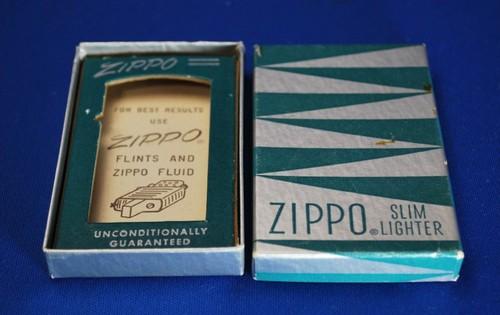 ZIPPO
FOR BEST RESULTS
USE
ZIPPO®
FLINTS AND
ZIPPO FLUID
UNCONDITIONALLY
GUARANTEED
ZIPPO® SLIM
LIGHTER